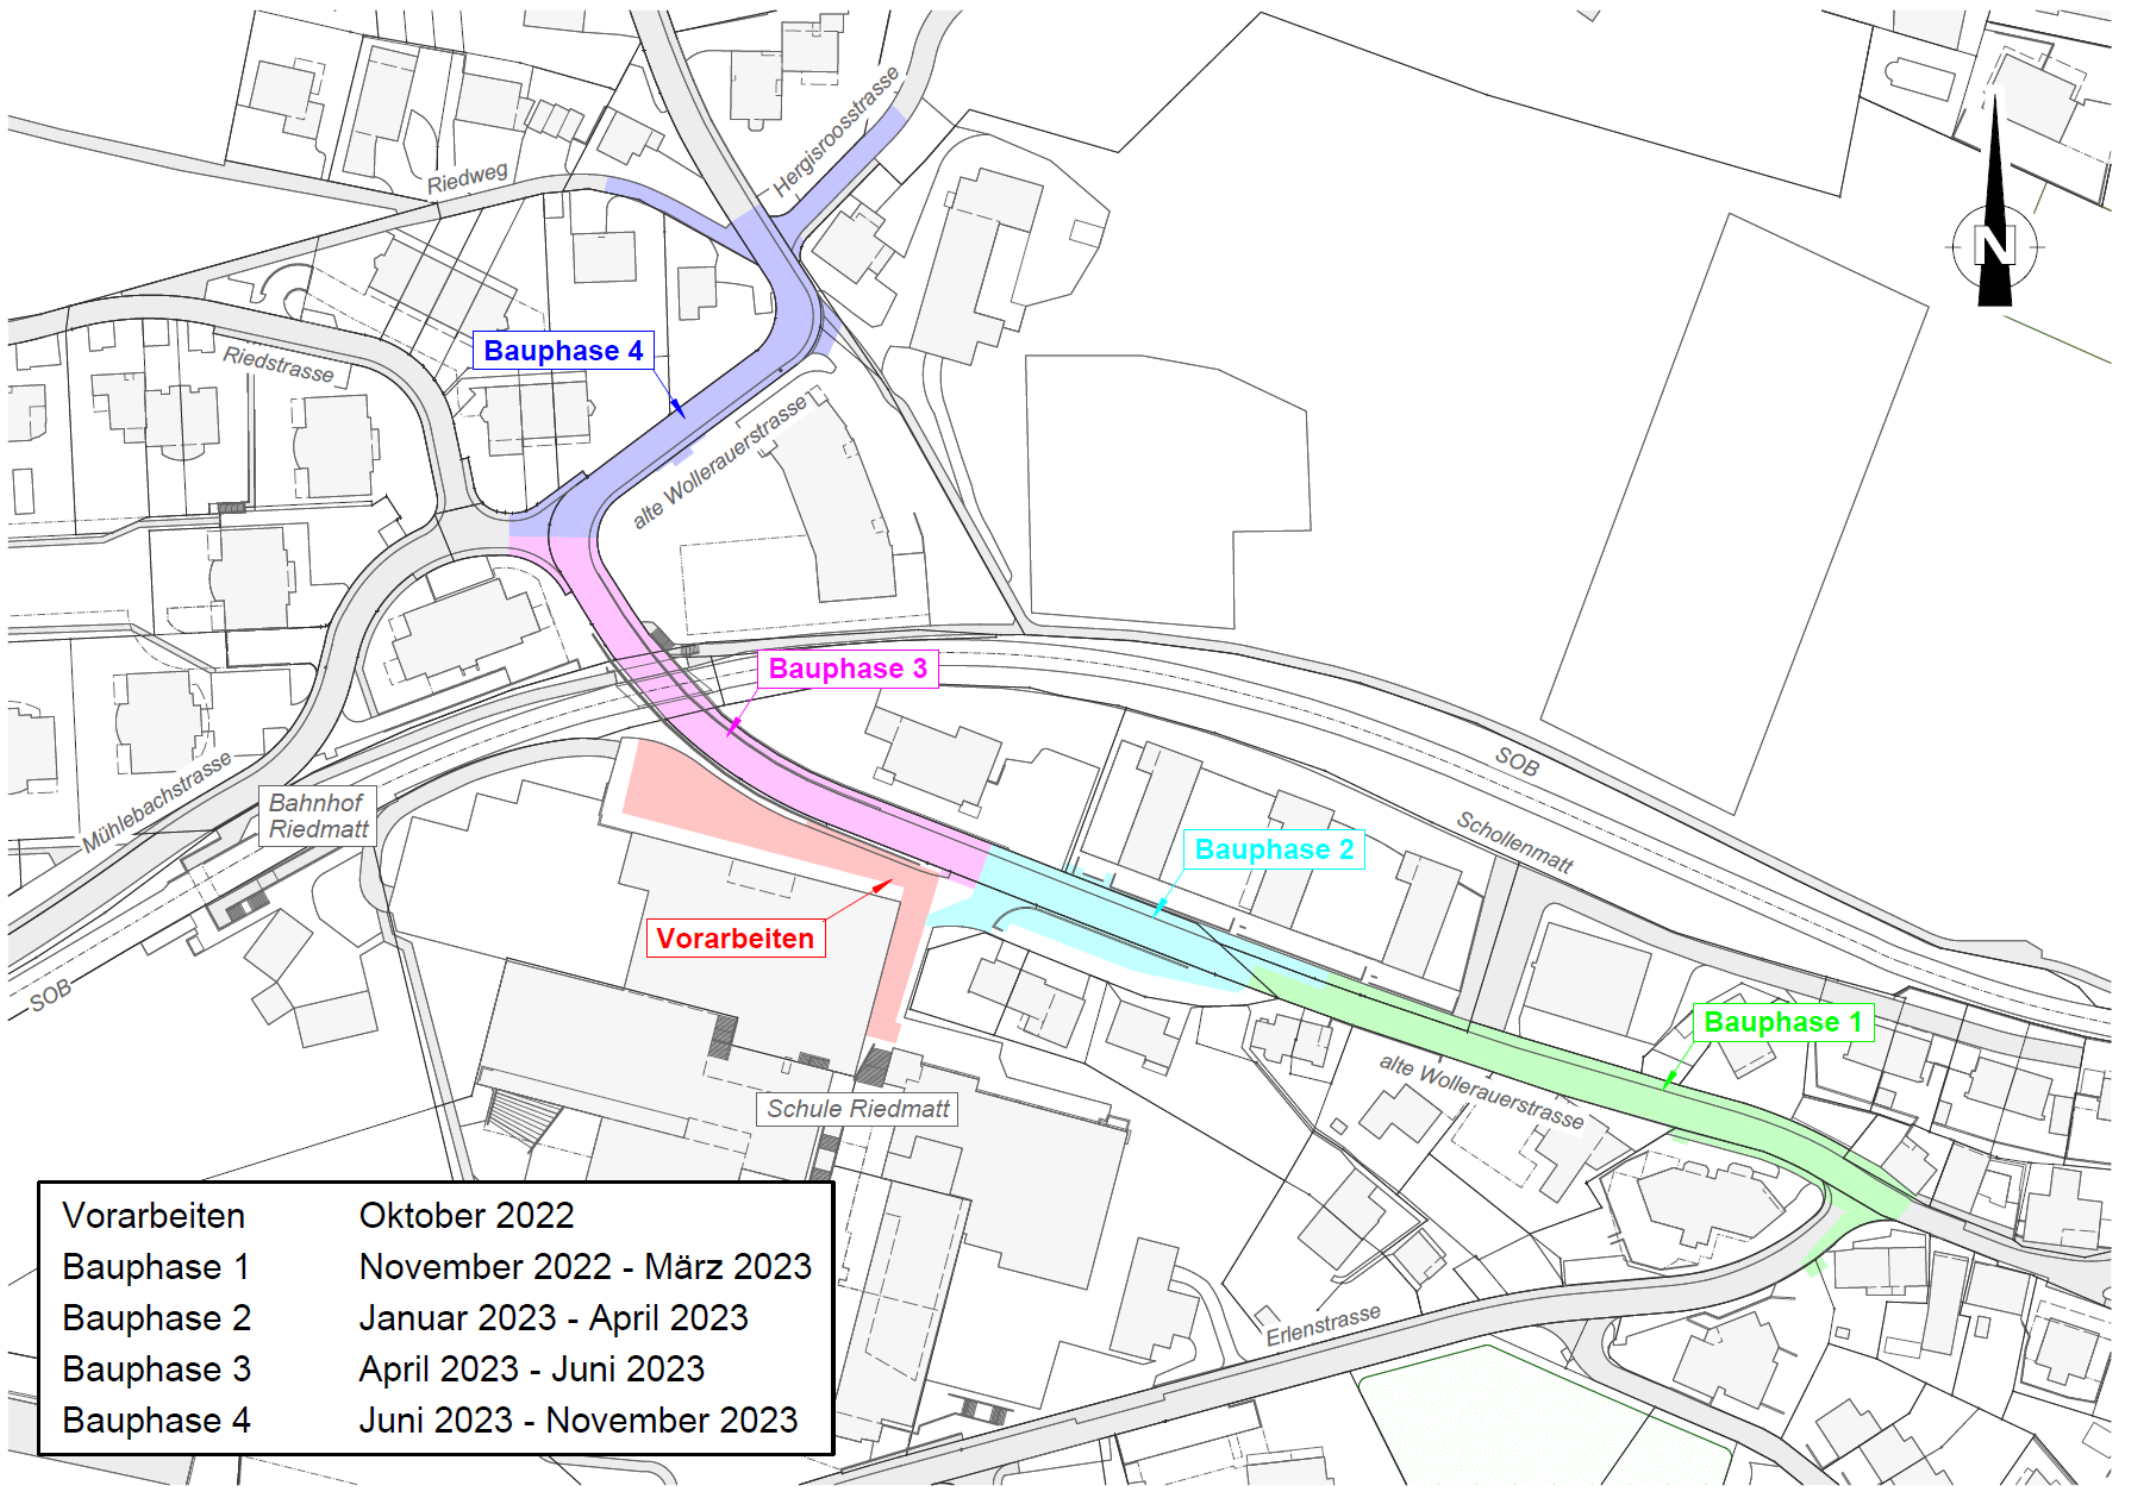 Hergisroosstrasse
Riedweg
N
Bauphase 4
Riedstrasse
alte Wollerauerstrasse
Bauphase 3
SOB
Mühlebachstrasse
Bahnhof
Riedmatt
Schollenmatt
Bauphase 2
Vorarbeiten
SOB
Bauphase 1
alte Wollerauerstrasse
Schule Riedmatt
Erlenstrasse
Vorarbeiten Oktober 2022
Bauphase 1 November 2022 - März 2023
Bauphase 2 Januar 2023 - April 2023
Bauphase 3 April 2023 - Juni 2023
Bauphase 4 Juni 2023 - November 2023